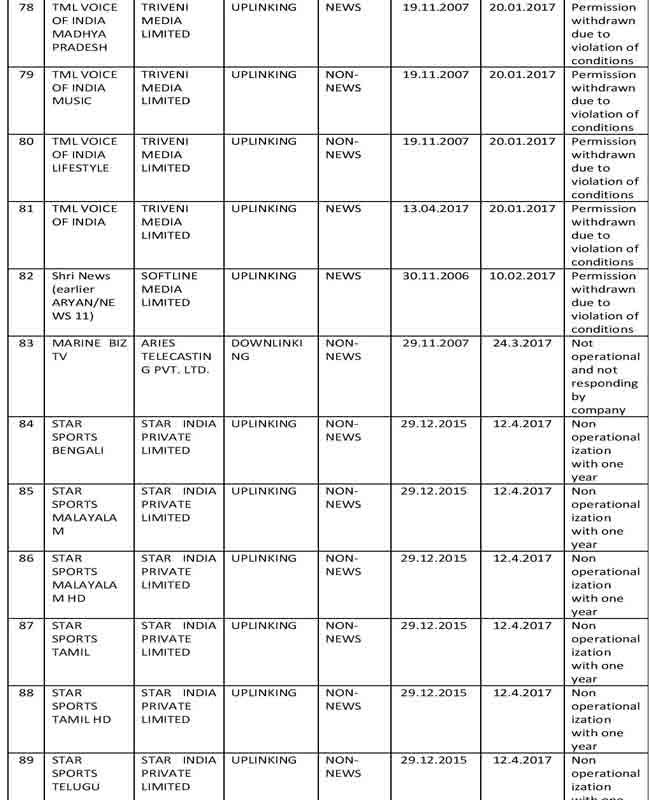 78 TML VOICE OF INDIA MADHYA PRADESH TRIVENI MEDIA LIMITED UPLINKING NEWS 19.11.2007 20.01.2017 Permission withdrawn due to violation of conditions
79 TML VOICE OF INDIA MUSIC TRIVENI MEDIA LIMITED UPLINKING NON-NEWS 19.11.2007 20.01.2017 Permission withdrawn due to violation of conditions
80 TML VOICE OF INDIA LIFESTYLE TRIVENI MEDIA LIMITED UPLINKING NON-NEWS 19.11.2007 20.01.2017 Permission withdrawn due to violation of conditions
81 TML VOICE OF INDIA TRIVENI MEDIA LIMITED UPLINKING NEWS 13.04.2017 20.01.2017 Permission withdrawn due to violation of conditions
82 Shri News (earlier ARYAN/NEWS 11) SOFTLINE MEDIA LIMITED UPLINKING NEWS 30.11.2006 10.02.2017 Permission withdrawn due to violation of conditions
83 MARINE BIZ TV ARIES TELECASTING PVT. LTD. DOWNLINKING NON-NEWS 29.11.2007 24.3.2017 Not operational and not responding by company
84 STAR SPORTS BENGALI STAR INDIA PRIVATE LIMITED UPLINKING NON-NEWS 29.12.2015 12.4.2017 Non operationalization with one year
85 STAR SPORTS MALAYALAM STAR INDIA PRIVATE LIMITED UPLINKING NON-NEWS 29.12.2015 12.4.2017 Non operationalization with one year
86 STAR SPORTS MALAYALAM HD STAR INDIA PRIVATE LIMITED UPLINKING NON-NEWS 29.12.2015 12.4.2017 Non operationalization with one year
87 STAR SPORTS TAMIL STAR INDIA PRIVATE LIMITED UPLINKING NON-NEWS 29.12.2015 12.4.2017 Non operationalization with one year
88 STAR SPORTS TAMIL HD STAR INDIA PRIVATE LIMITED UPLINKING NON-NEWS 29.12.2015 12.4.2017 Non operationalization with one year
89 STAR SPORTS TELUGU STAR INDIA PRIVATE LIMITED UPLINKING NON-NEWS 29.12.2015 12.4.2017 Non operationalization